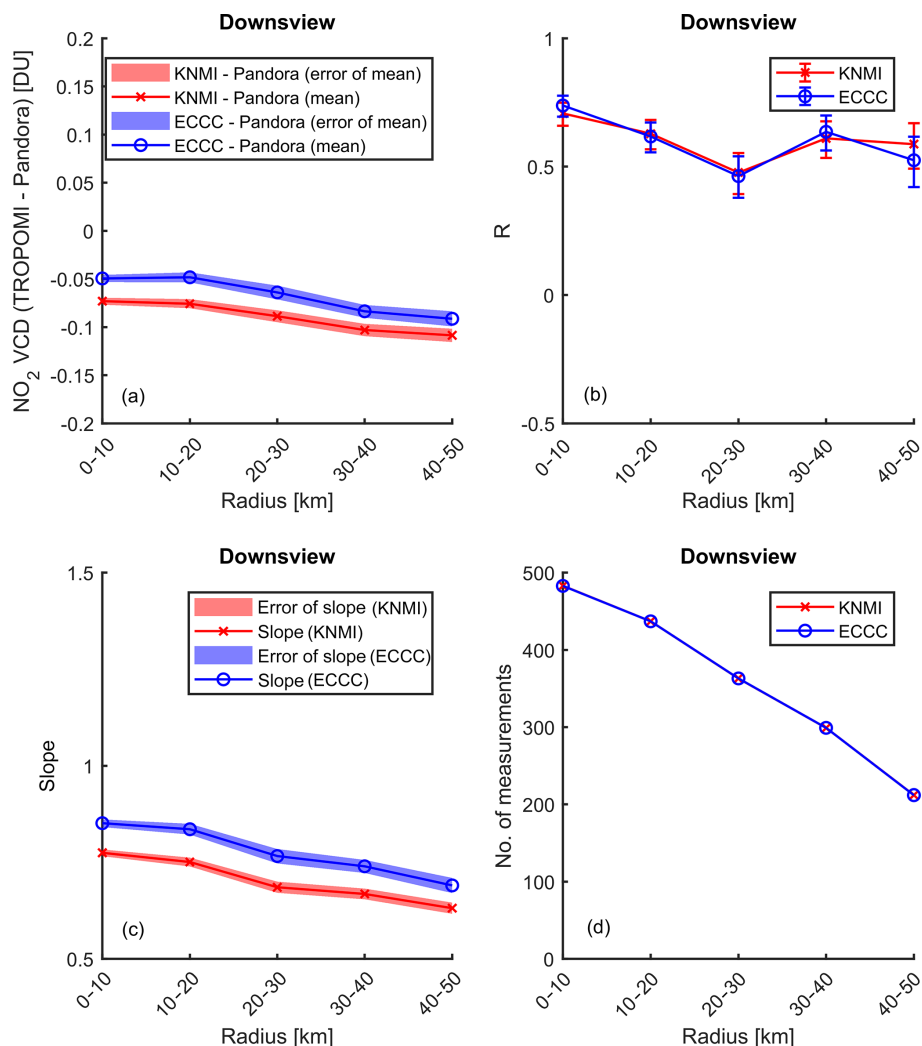 Downsview
0.2
0.15
0.1
0.05
0
-0.05
-0.1
-0.15
-0.2
NO2 VCD (TROPOMI - Pandora) [DU]
KNMI - Pandora (error of mean)
KNMI - Pandora (mean)
ECCC - Pandora (error of mean)
ECCC - Pandora (mean)
(a)
0-10
10-20
20-30
30-40
40-50
Radius [km]
Downsview
1
0.5
0
-0.5
R
KNMI
ECCC
(b)
0-10
10-20
20-30
30-40
40-50
Radius [km]
Downsview
1.5
1
0.5
Slope
Error of slope (KNMI)
Slope (KNMI)
Error of slope (ECCC)
Slope (ECCC)
(c)
0-10
10-20
20-30
30-40
40-50
Radius [km]
Downsview
500
400
300
200
100
0
No. of measurements
KNMI
ECCC
(d)
0-10
10-20
20-30
30-40
40-50
Radius [km]